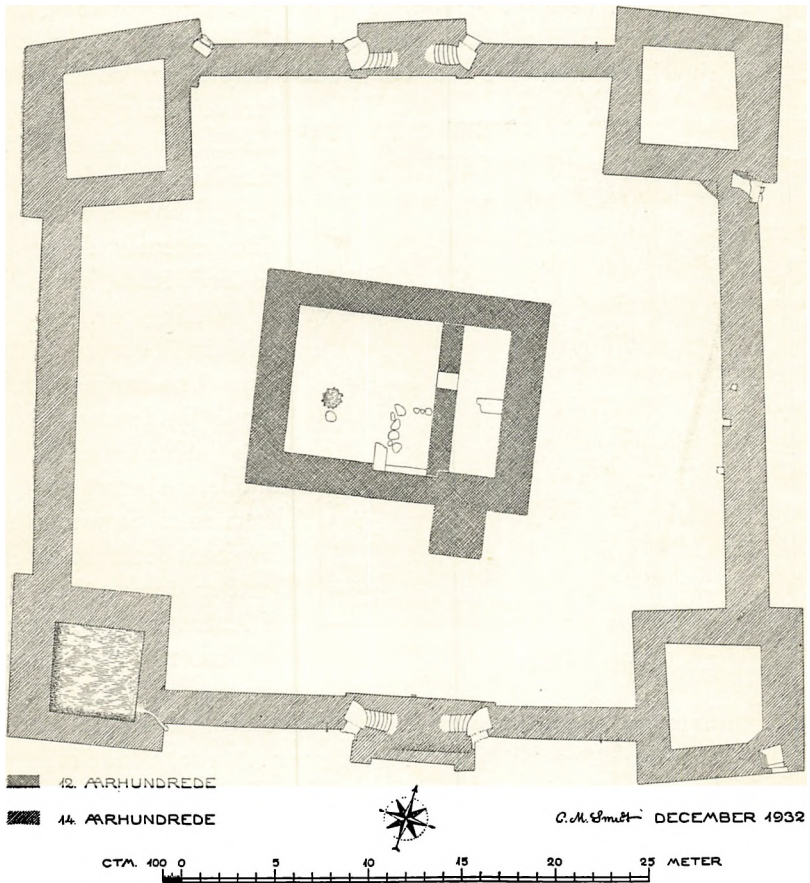 12. AARHUNDREDE
14. AARHUNDREDE
C.M. Smidt DECEMBER 1932
CTM. 100 0 5 10 15 20 25 METER